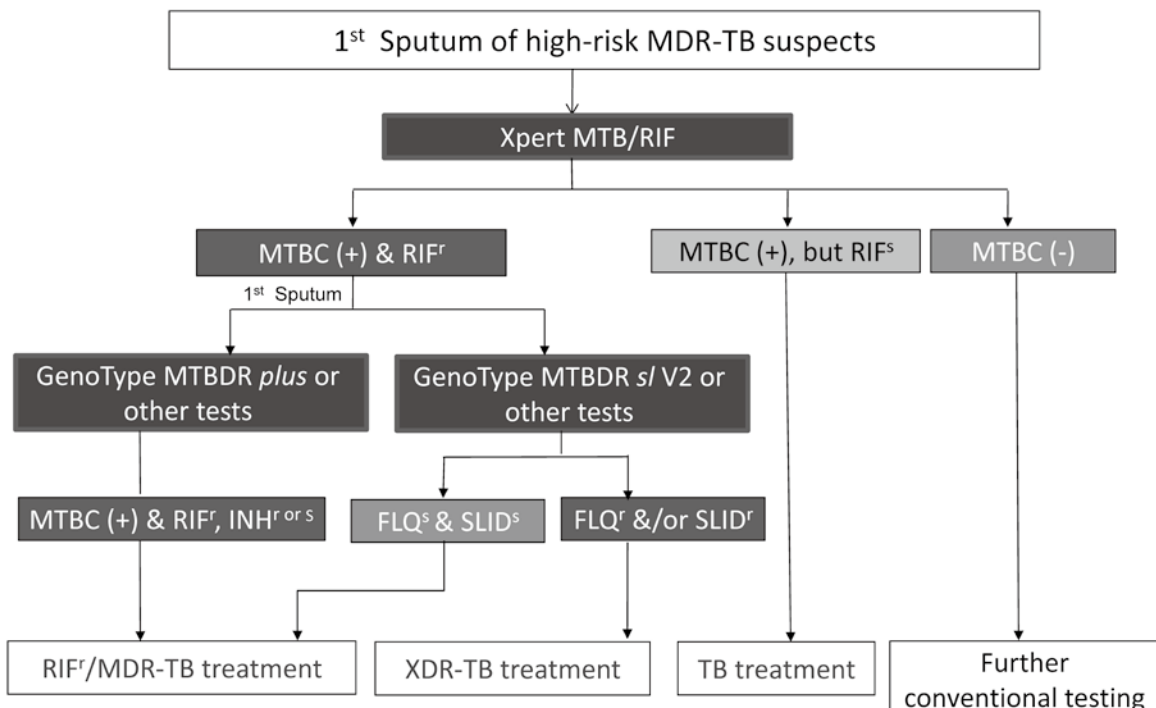 1st Sputum of high-risk MDR-TB suspects
Xpert MTB/RIF
MTBC (+) & RIFr
MTBC (+), but RIFs
MTBC (-)
1st Sputum
GenoType MTBDR plus or
other tests
GenoType MTBDR sl V2 or
other tests
MTBC (+) & RIFr, INHr or S
FLQs & SLIDs
FLQr &/or SLIDr
RIFr/MDR-TB treatment
XDR-TB treatment
TB treatment
Further
conventional testing